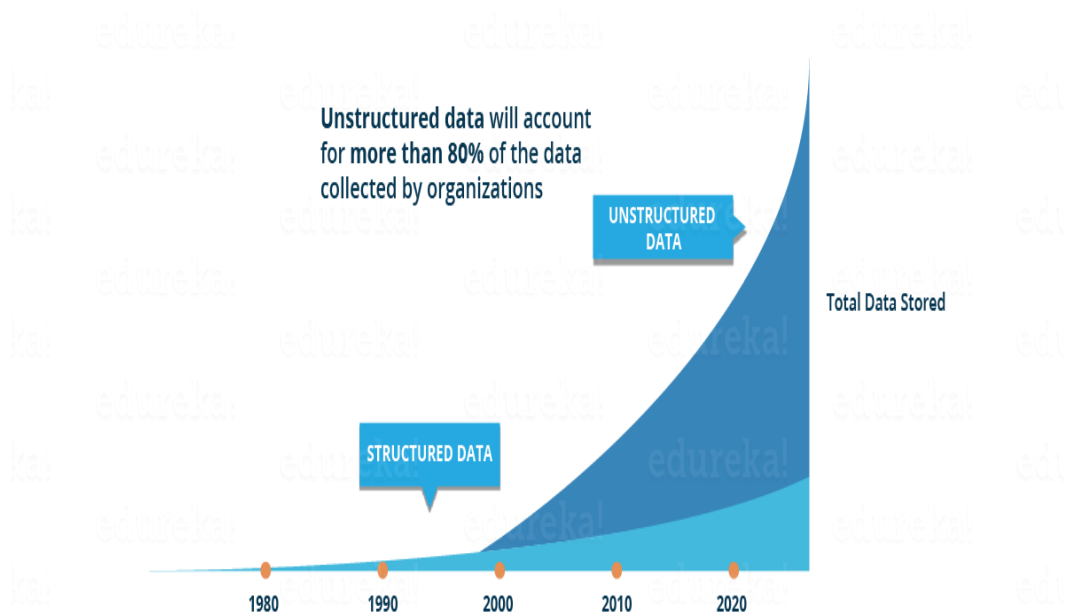 Unstructured data will account
for more than 80% of the data
collected by organizations
UNSTRUCTURED
DATA
Total Data Stored
STRUCTURED DATA
1980
1990
2000
2010
2020
edureka!